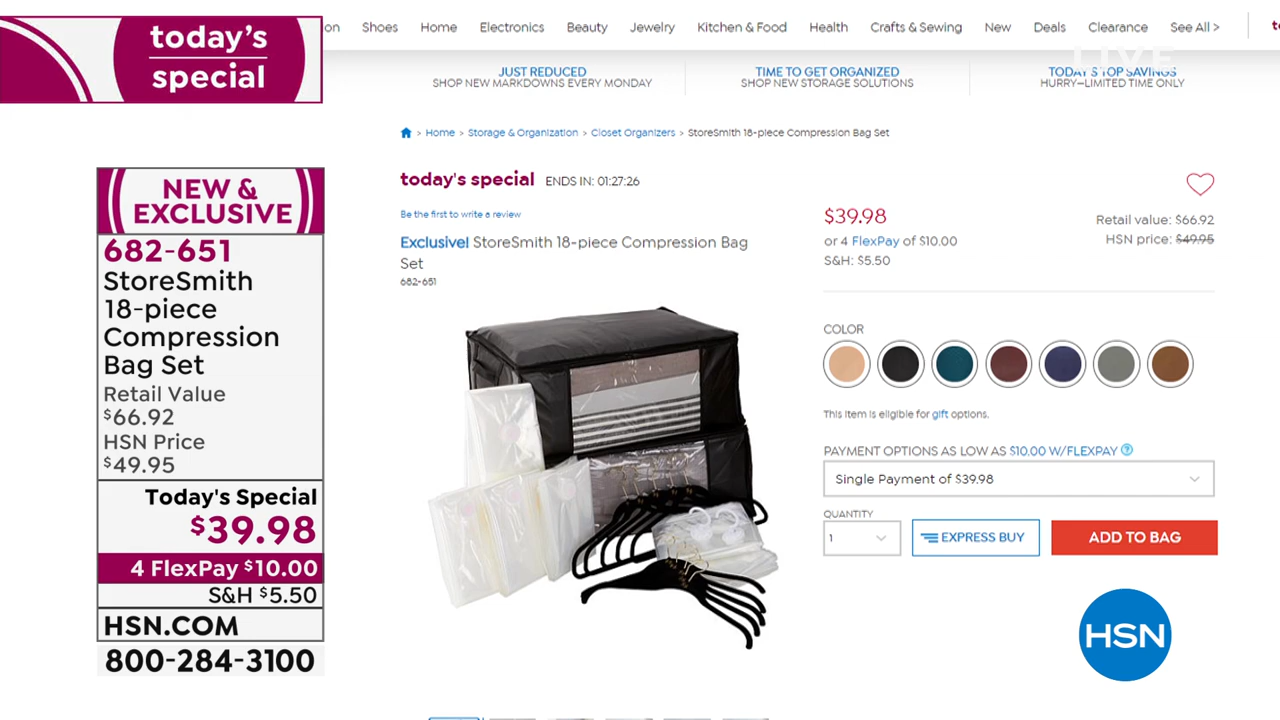 today's
special
on Shoes Home Electronics Beauty Jewelry Kitchen & Food Health Crafts & Sewing New Deals Clearance See All >
LIVE
JUST REDUCED
SHOP NEW MARKDOWNS EVERY MONDAY
TIME TO GET ORGANIZED
SHOP NEW STORAGE SOLUTIONS
TODAY'S TOP SAVINGS
HURRY—LIMITED TIME ONLY
> Home > Storage & Organization > Closet Organizers > StoreSmith 18-piece Compression Bag Set
NEW &
EXCLUSIVE
682-651
StoreSmith
18-piece
Compression
Bag Set
Retail Value
$66.92
HSN Price
$49.95
Today's Special
$39.98
4 FlexPay $10.00
S&H $5.50
HSN.COM
800-284-3100
today's special ENDS IN: 01:27:26
Be the first to write a review
Exclusive! StoreSmith 18-piece Compression Bag
Set
682-651
$39.98
or 4 FlexPay of $10.00
S&H: $5.50
Retail value: $66.92
HSN price: $49.95
COLOR
This item is eligible for gift options.
PAYMENT OPTIONS AS LOW AS $10.00 W/FLEXPAY ?
Single Payment of $39.98
QUANTITY
1
EXPRESS BUY
ADD TO BAG
HSN